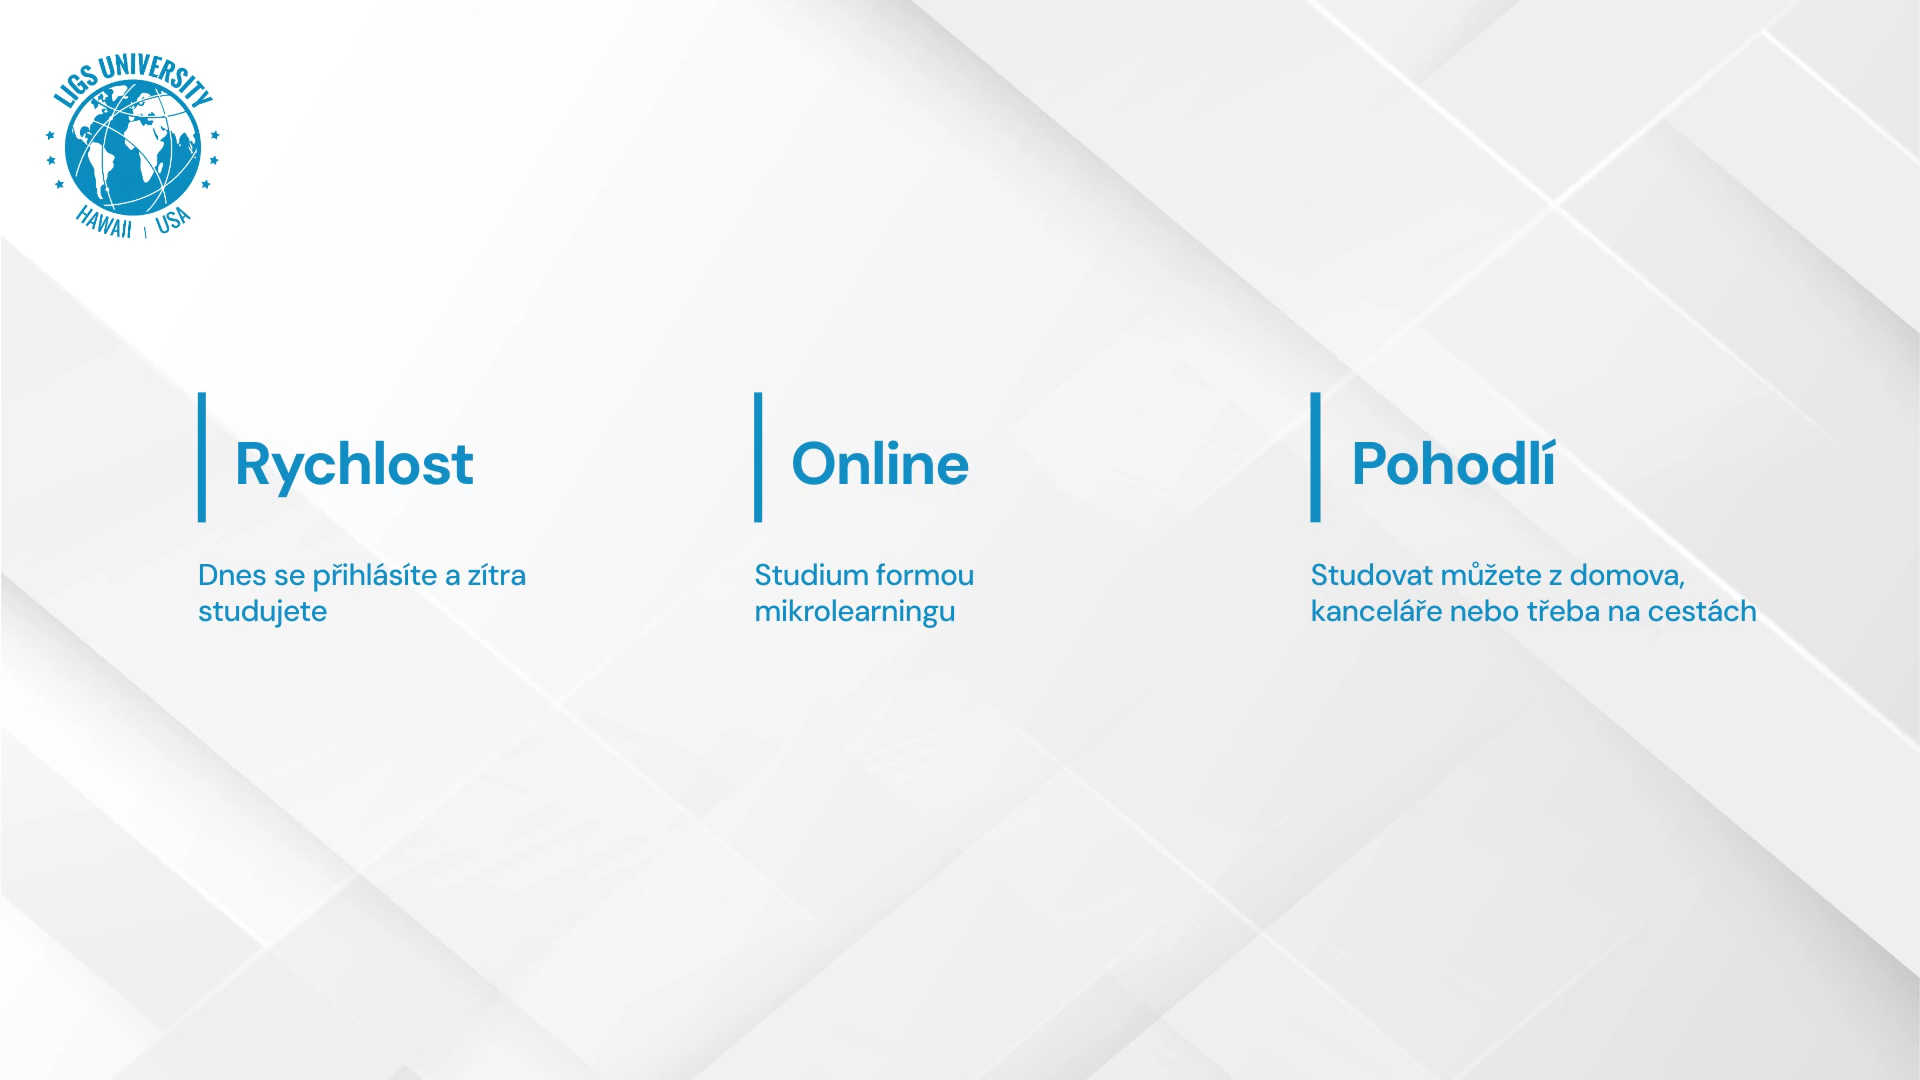 LIGS UNIVERSITY
HAWAII | USA
Rychlost
Dnes se přihlásíte a zítra
studujete
Online
Studium formou
mikrolearningu
Pohodlí
Studovat můžete z domova,
kanceláře nebo třeba na cestách